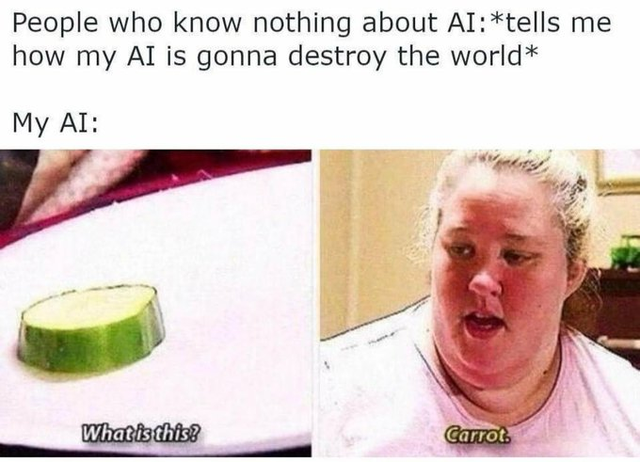 People who know nothing about AI:*tells me
how my AI is gonna destroy the world*
My AI:
What is this?
Carrot.